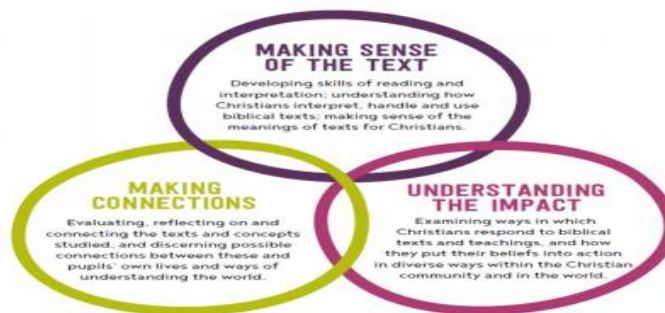 MAKING SENSE
OF THE TEXT
Developing skills of reading and
interpretation; understanding how
Christians interpret, handle and use
biblical texts; making sense of the
meanings of texts for Christians.
MAKING
CONNECTIONS
Evaluating, reflecting on and
connecting the texts and concepts
studied, and discerning possible
connections between these and
pupils' own lives and ways of
understanding the world.
UNDERSTANDING
THE IMPACT
Examining ways in which
Christians respond to biblical
texts and teachings, and how
they put their beliefs into action
in diverse ways within the Christian
community and in the world.